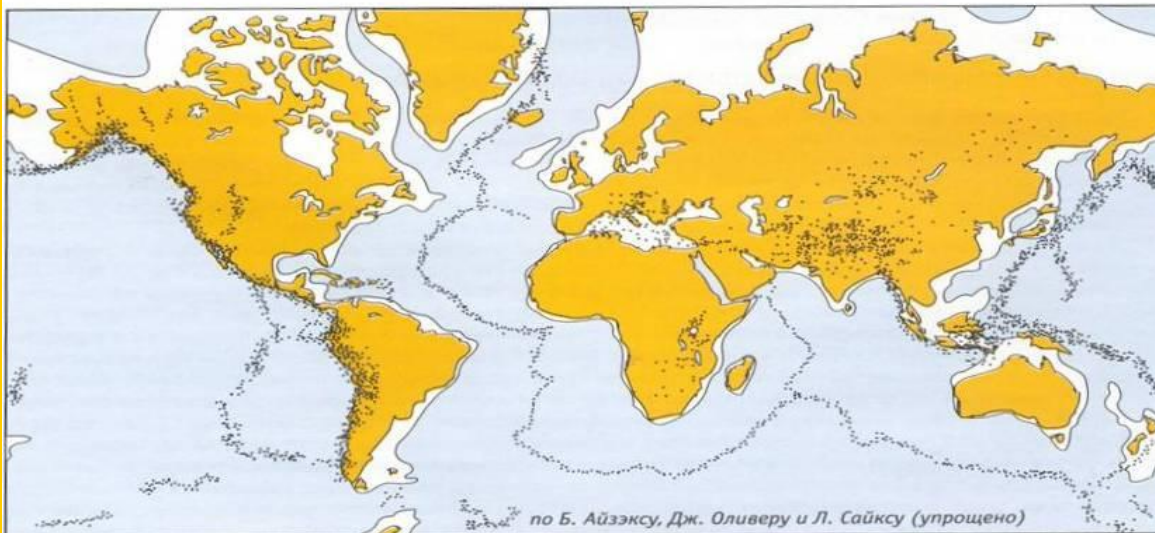 по Б. Айзэксу, Дж. Оливеру и Л. Сайксу (упрощено)